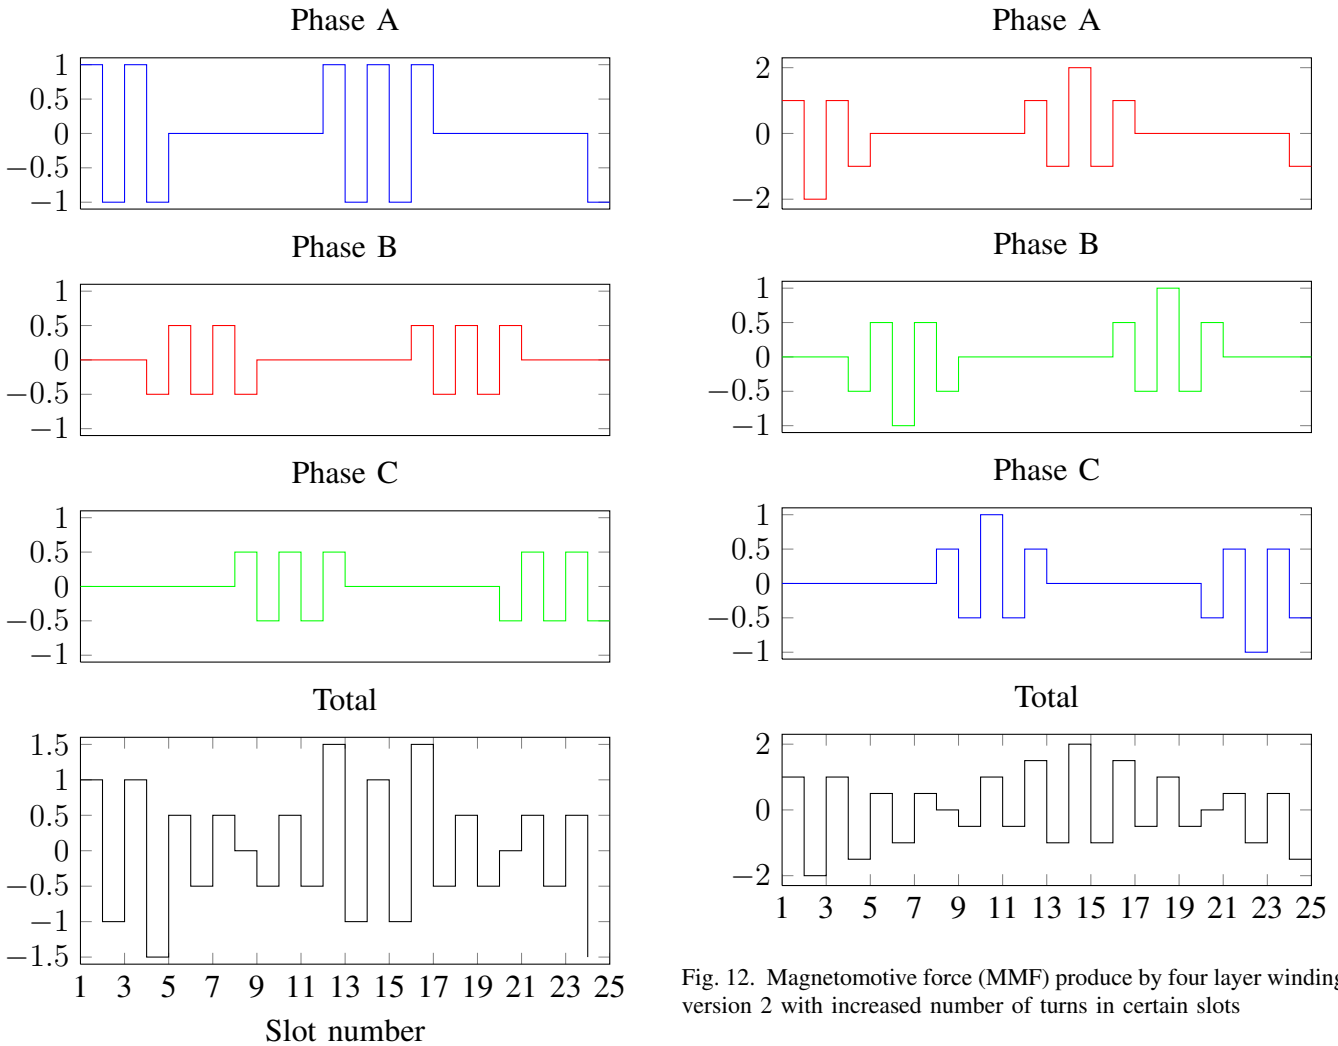 Phase A
1
0.5
0
−0.5
−1
Phase B
1
0.5
0
−0.5
−1
Phase C
1
0.5
0
−0.5
−1
Total
1.5
1
0.5
0
−0.5
−1
−1.5
1 3 5 7 9 11 13 15 17 19 21 23 25
Slot number
Phase A
2
0
−2
Phase B
1
0.5
0
−0.5
−1
Phase C
1
0.5
0
−0.5
−1
Total
2
0
−2
1 3 5 7 9 11 13 15 17 19 21 23 25
Fig. 12. Magnetomotive force (MMF) produce by four layer winding
version 2 with increased number of turns in certain slots